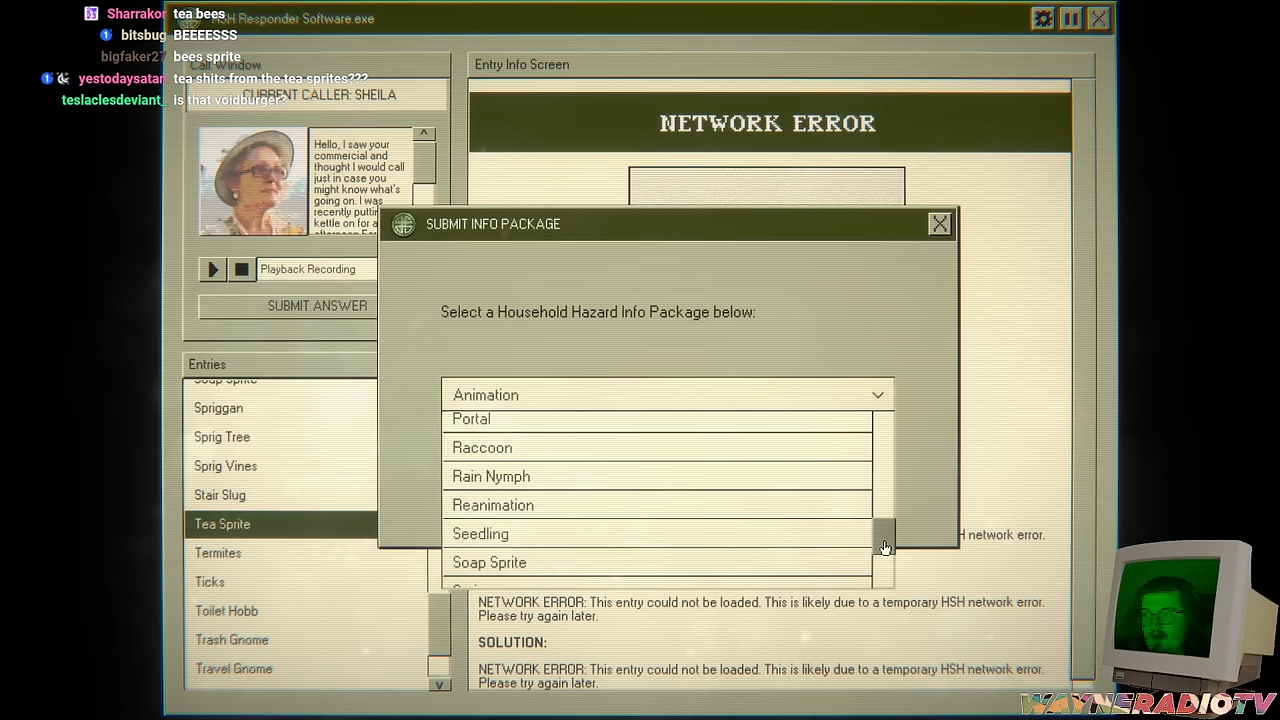 Sharrakor tea bees
bitsbug BEEEESSS
bigfaker27 bees sprite
yestodaysatan tea shits from the tea-sprites???
teslaclesdeviant_ Is that voidburger?
HSH Responder Software.exe
Call Window
CURRENT CALLER: SHEILA
Hello, I saw your
commercial and
thought I would call
just in case you
might know what's
going on. I was
recently putting
kettle on for a
Playback Recording
SUBMIT ANSWER
Entries
Soap Sprite
Spriggan
Sprig Tree
Sprig Vines
Stair Slug
Tea Sprite
Termites
Ticks
Toilet Hobb
Trash Gnome
Travel Gnome
Entry Info Screen
NETWORK ERROR
SUBMIT INFO PACKAGE
Select a Household Hazard Info Package below:
Animation
Portal
Raccoon
Rain Nymph
Reanimation
Seedling
Soap Sprite
H network error.
NETWORK ERROR: This entry could not be loaded. This is likely due to a temporary HSH network error.
Please try again later.
SOLUTION:
NETWORK ERROR: This entry could not be loaded. This is likely due to a temporary HSH network error.
Please try again later.
WAYNERADIOTV